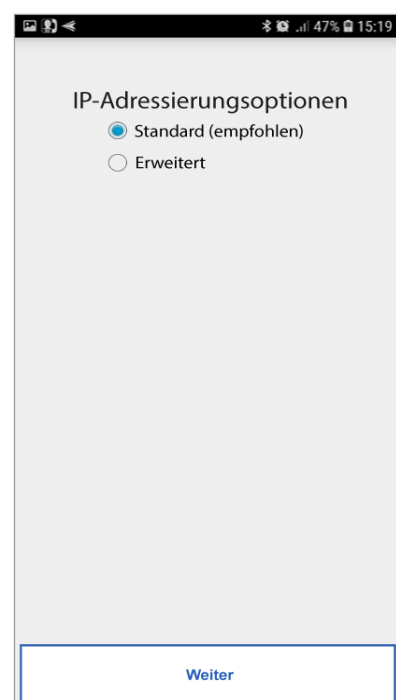 47% 15:19
IP-Adressierungsoptionen
Standard (empfohlen)
Erweitert
Weiter